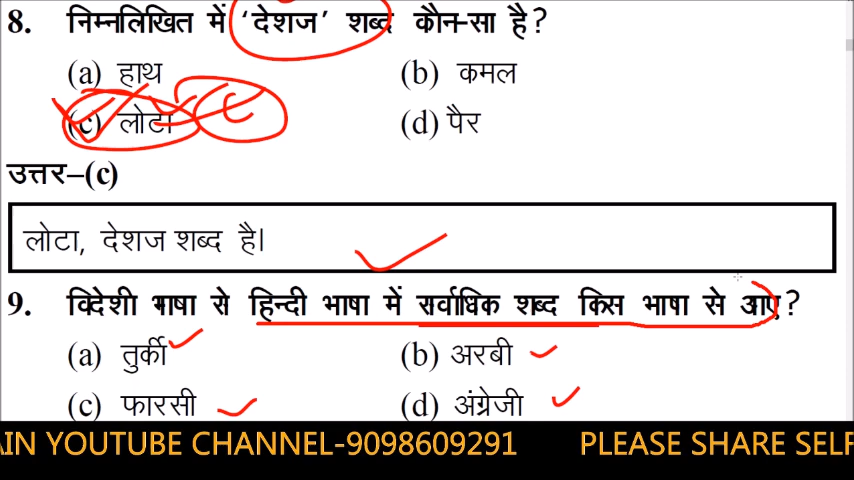 8. निम्नलिखित में ‘देशज’ शब्द कौन-सा है?
(a) हाथ (b) कमल
(c) लोटा (d) पैर
उत्तर–(c)
लोटा, देशज शब्द है।
9. विदेशी भाषा से हिन्दी भाषा में सर्वाधिक शब्द किस भाषा से आए?
(a) तुर्की (b) अरबी
(c) फारसी (d) अंग्रेजी
AIN YOUTUBE CHANNEL-9098609291 PLEASE SHARE SELF